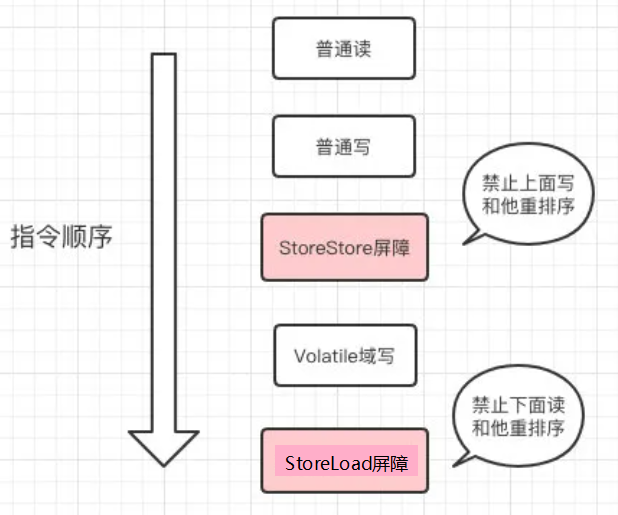 普通读
普通写
禁止上面写
和他重排序
指令顺序
StoreStore屏障
Volatile域写
禁止下面读
和他重排序
StoreLoad屏障